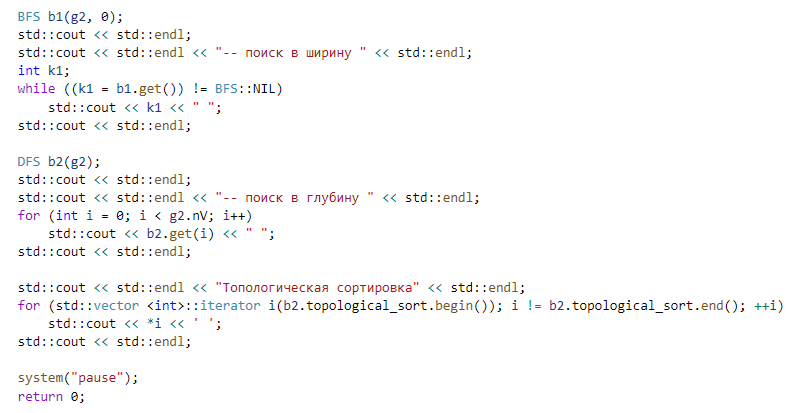 BFS b1(g2, 0);
std::cout << std::endl;
std::cout << std::endl << "-- поиск в ширину " << std::endl;
int k1;
while ((k1 = b1.get()) != BFS::NIL)
    std::cout << k1 << " ";
std::cout << std::endl;

DFS b2(g2);
std::cout << std::endl;
std::cout << std::endl << "-- поиск в глубину " << std::endl;
for (int i = 0; i < g2.nV; i++)
    std::cout << b2.get(i) << " ";
std::cout << std::endl;

std::cout << std::endl << "Топологическая сортировка" << std::endl;
for (std::vector <int>::iterator i(b2.topological_sort.begin()); i != b2.topological_sort.end(); ++i)
    std::cout << *i << ' ';
std::cout << std::endl;

system("pause");
return 0;